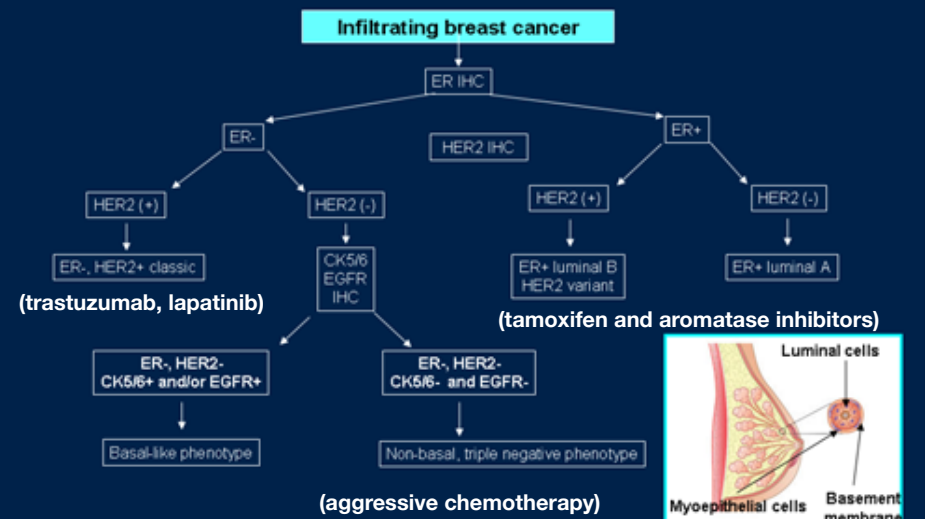 Infiltrating breast cancer
ER IHC
ER-
HER2 IHC
ER+
HER2 (+)
HER2 (-)
HER2 (+)
HER2 (-)
ER-, HER2+ classic
CK5/6
EGFR
IHC
ER+ luminal B
HER2 variant
ER+ luminal A
(trastuzumab, lapatinib)
(tamoxifen and aromatase inhibitors)
ER-, HER2-
CK5/6+ and/or EGFR+
ER-, HER2-
CK5/6- and EGFR-
Basal-like phenotype
Non-basal, triple negative phenotype
(aggressive chemotherapy)
Luminal cells
Myoepithelial cells
Basement
membrane